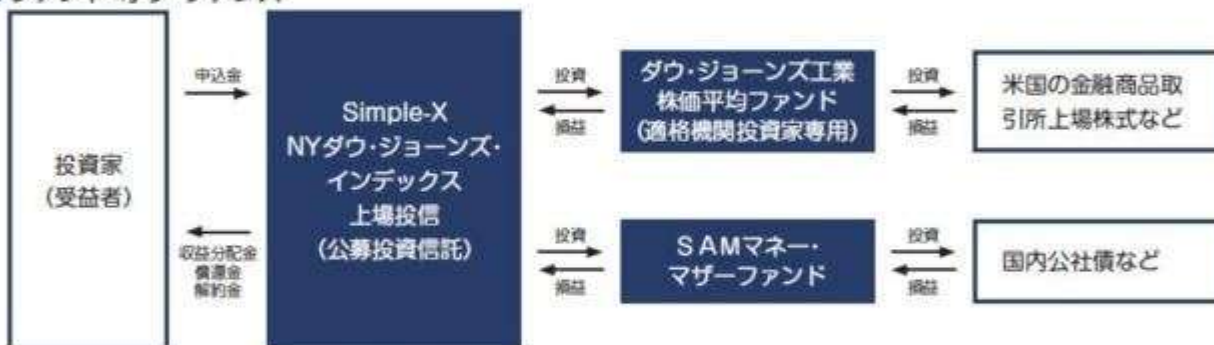 投資家
(受益者)
申込金
収益分配金
償還金
解約金
Simple-X
NYダウ・ジョーンズ・
インデックス
上場投信
(公募投資信託)
投資
損益
ダウ・ジョーンズ工業
株価平均ファンド
(適格機関投資家専用)
投資
損益
米国の金融商品取
引所上場株式など
投資
損益
SAMマネー・
マザーファンド
投資
損益
国内公社債など